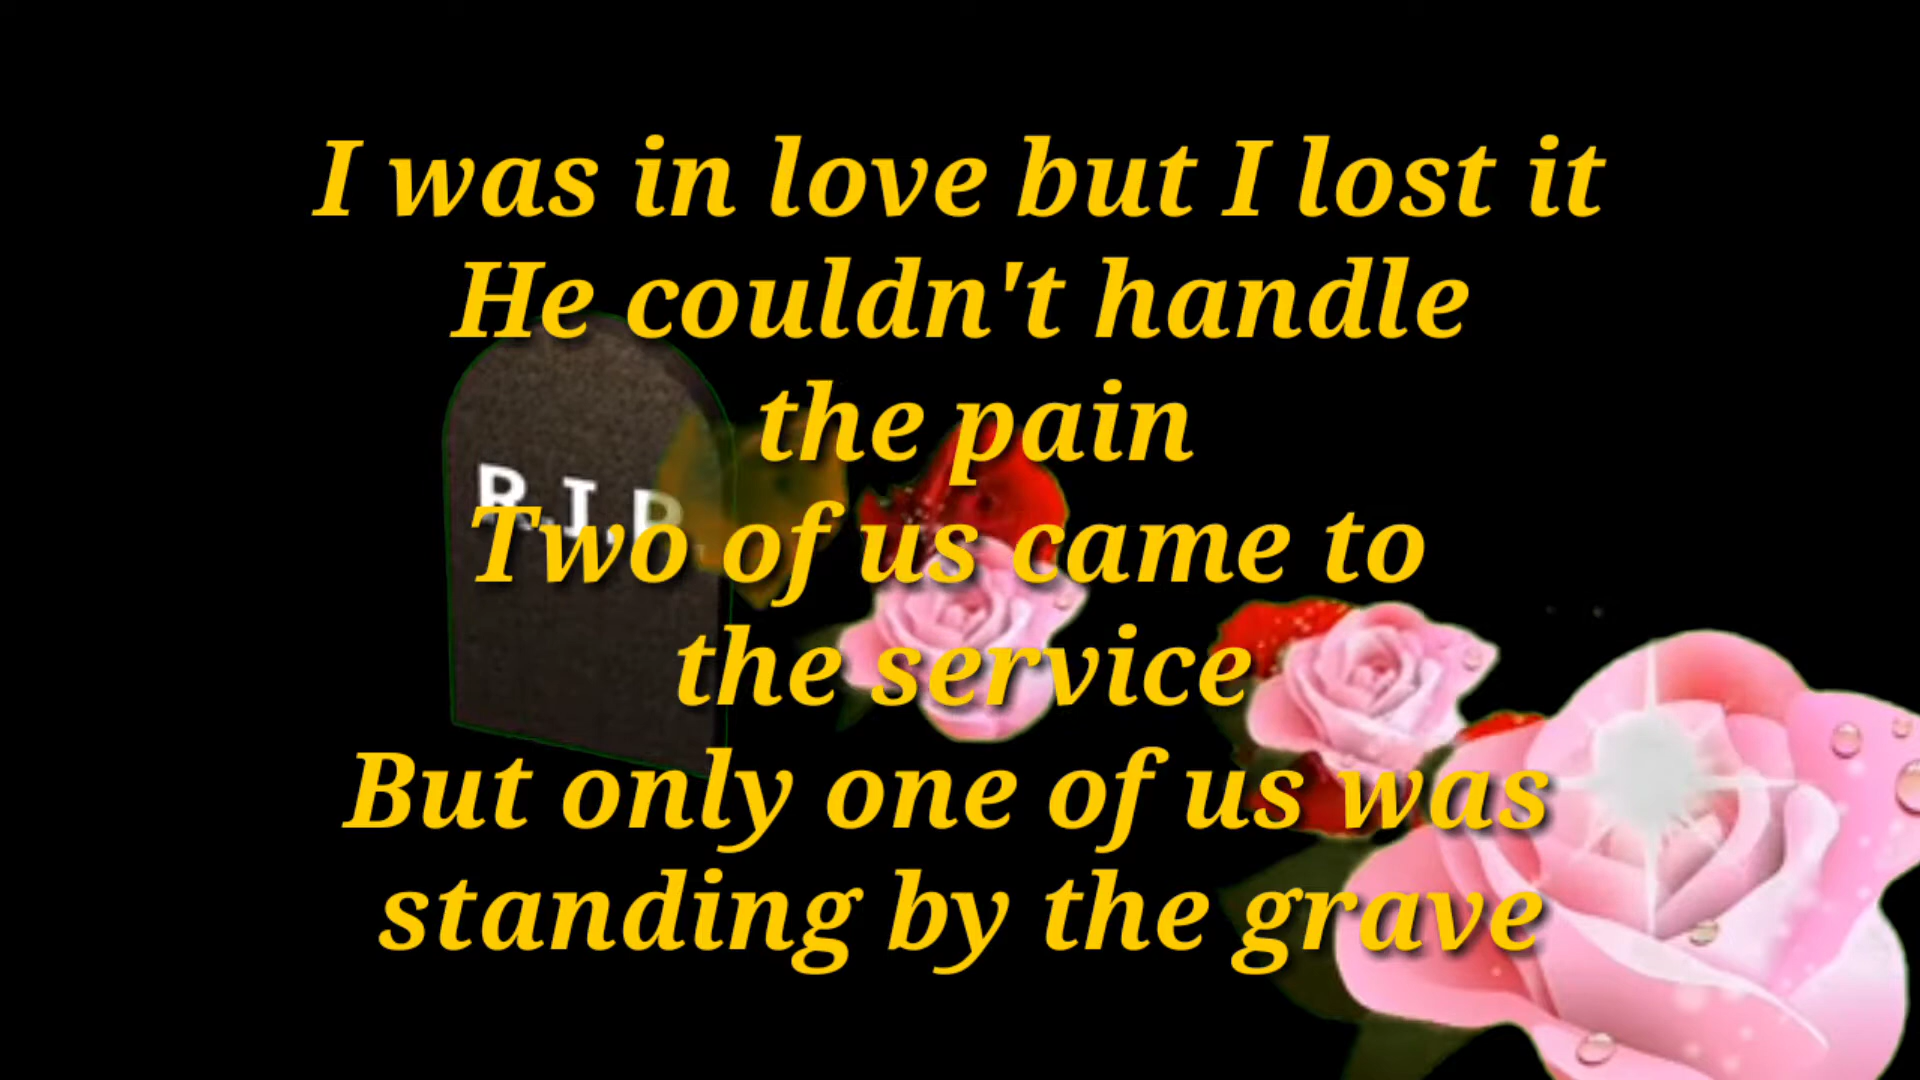 I was in love but I lost it
He couldn't handle
the pain
R.I.P.
Two of us came to
the service
But only one of us was
standing by the grave